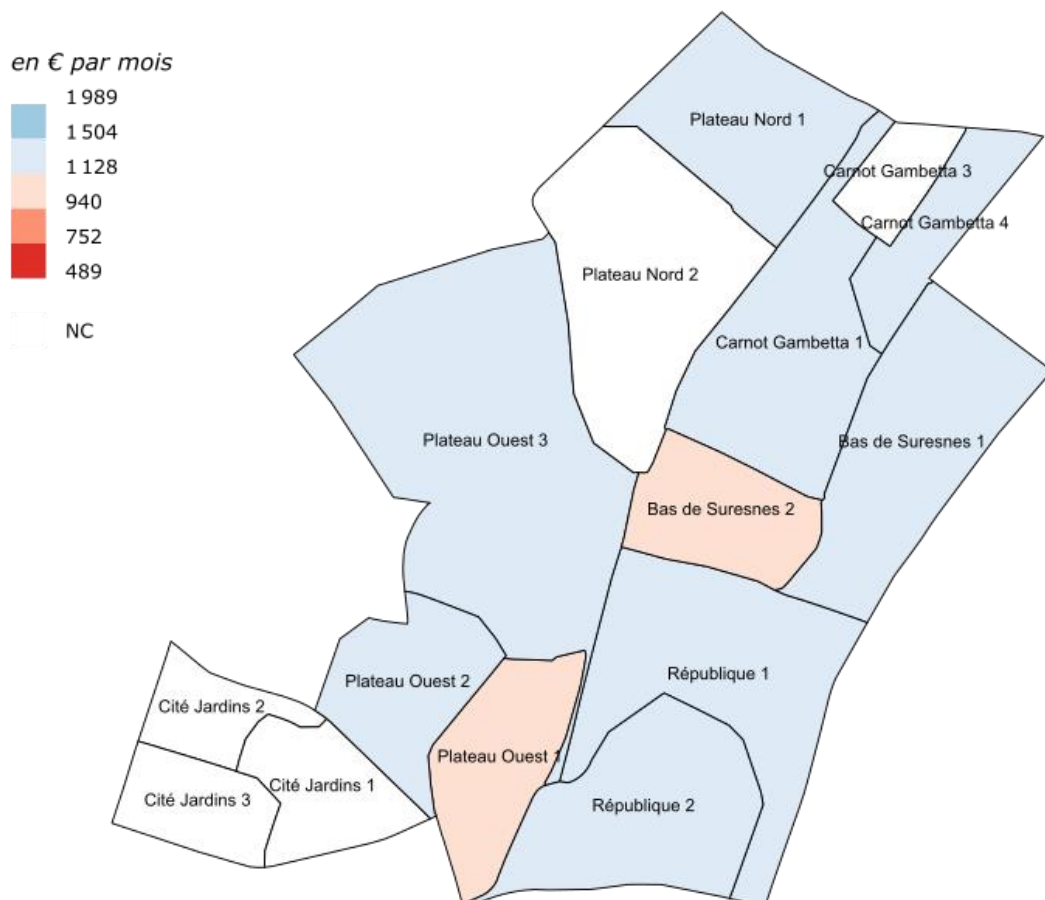 en € par mois
1 989
1 504
1 128
940
752
489
NC
Plateau Nord 1
Carnot Gambetta 3
Carnot Gambetta 4
Plateau Nord 2
Carnot Gambetta 1
Plateau Ouest 3
Bas de Suresnes 1
Bas de Suresnes 2
République 1
Plateau Ouest 2
Cité Jardins 2
Plateau Ouest 1
Cité Jardins 1
Cité Jardins 3
République 2